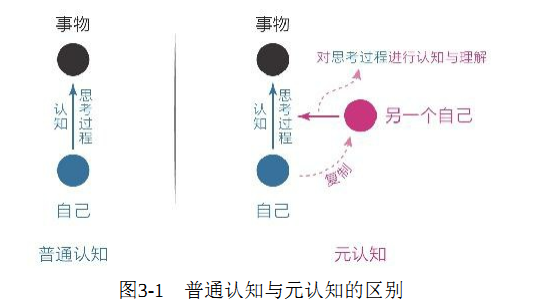 事物
认知
思考过程
自己
普通认知
事物
对思考过程进行认知与理解
认知
思考过程
另一个自己
复制
自己
元认知
图3-1 普通认知与元认知的区别